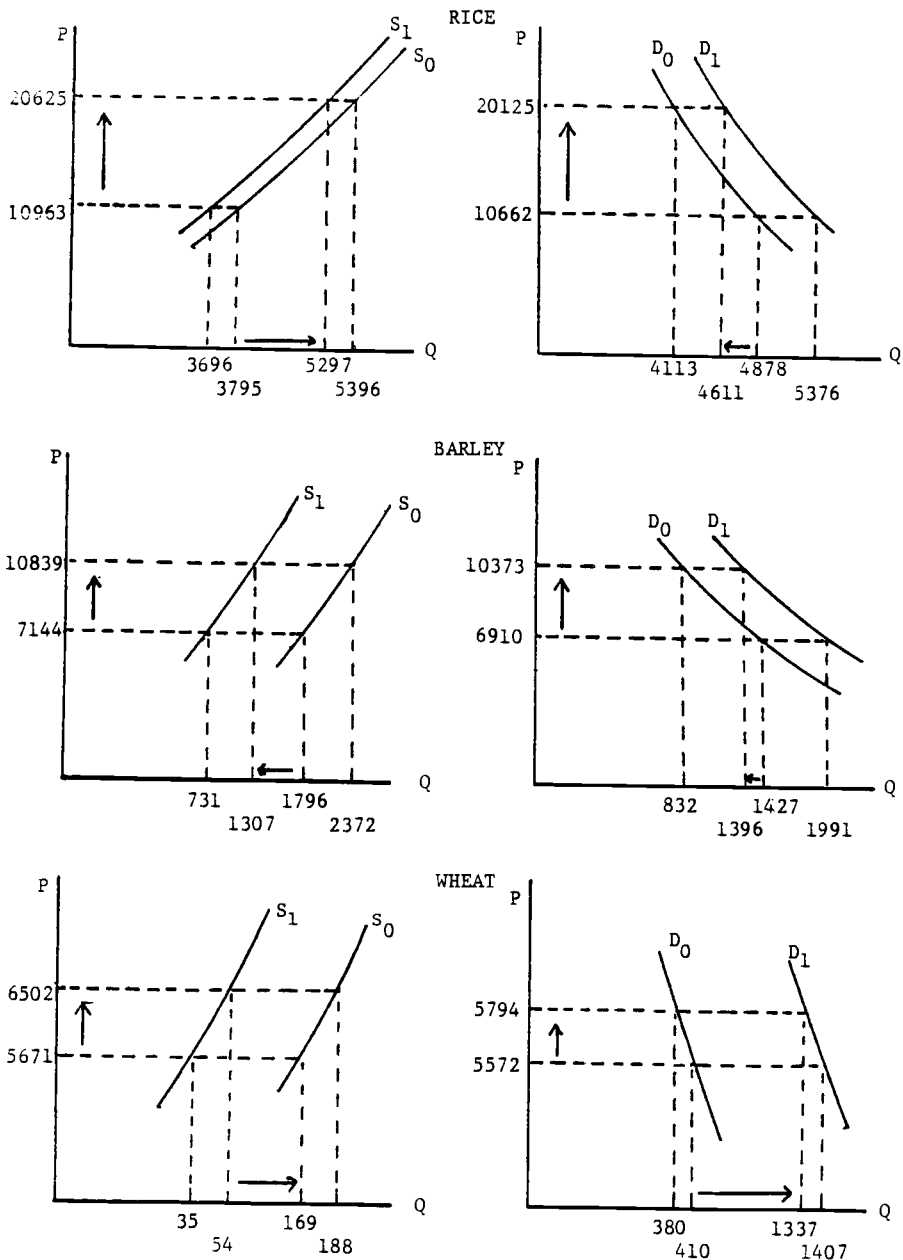 RICE
P
S1
S0
20625
10963
Q
3696 5297
3795 5396
P
D0 D1
20125
10662
Q
4113 4878
4611 5376
BARLEY
P
S1
S0
10839
7144
Q
731 1796
1307 2372
P
D0 D1
10373
6910
Q
832 1427
1396 1991
WHEAT
P
S1
S0
6502
5671
35 169
54 188
P
D0 D1
5794
5572
Q
380 1337
410 1407